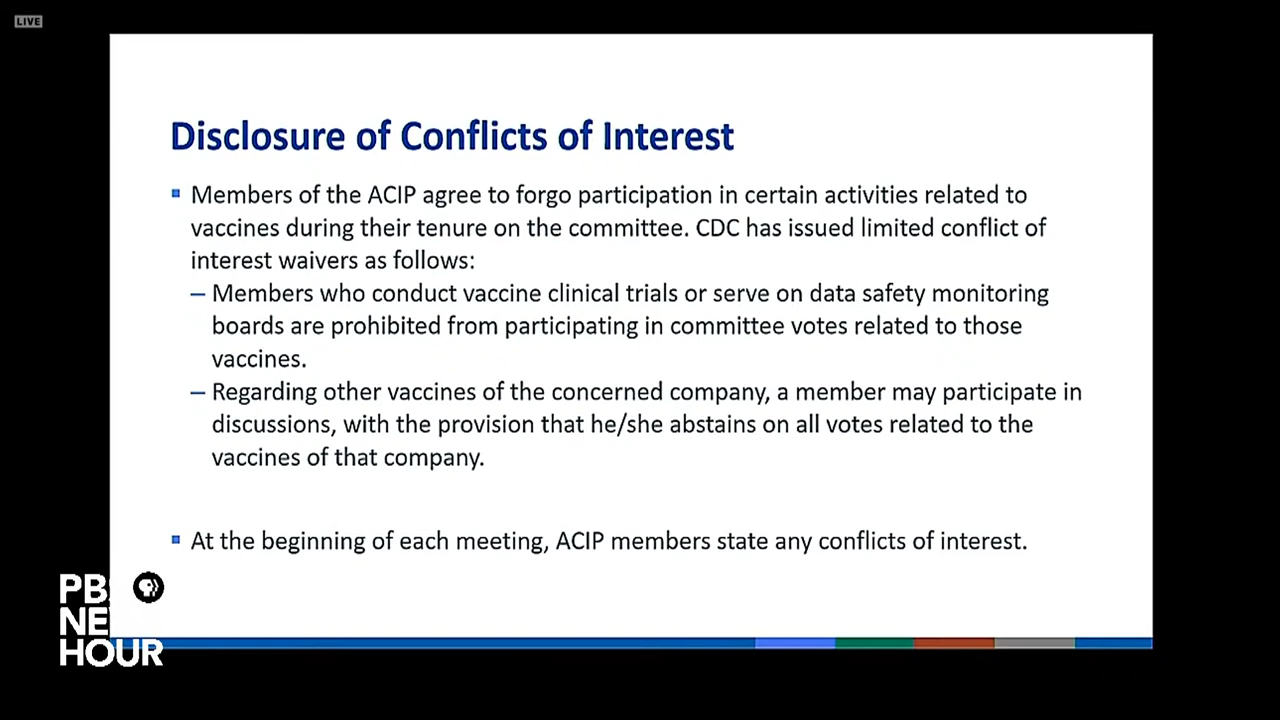 LIVE
Disclosure of Conflicts of Interest
Members of the ACIP agree to forgo participation in certain activities related to
vaccines during their tenure on the committee. CDC has issued limited conflict of
interest waivers as follows:
– Members who conduct vaccine clinical trials or serve on data safety monitoring
boards are prohibited from participating in committee votes related to those
vaccines.
– Regarding other vaccines of the concerned company, a member may participate in
discussions, with the provision that he/she abstains on all votes related to the
vaccines of that company.
At the beginning of each meeting, ACIP members state any conflicts of interest.
PB
NE
HOUR